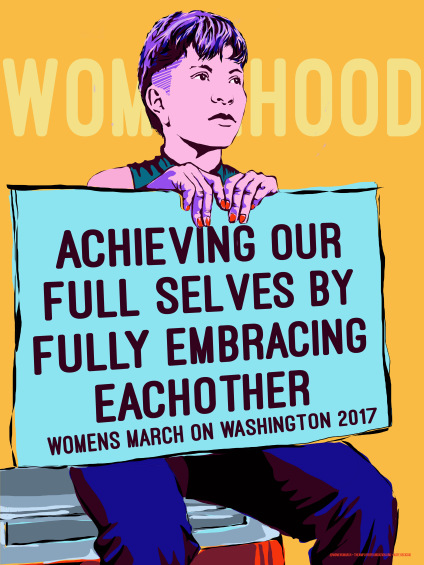 WOM HOOD
ACHIEVING OUR
FULL SELVES BY
FULLY EMBRACING
EACHOTHER
WOMENS MARCH ON WASHINGTON 2017